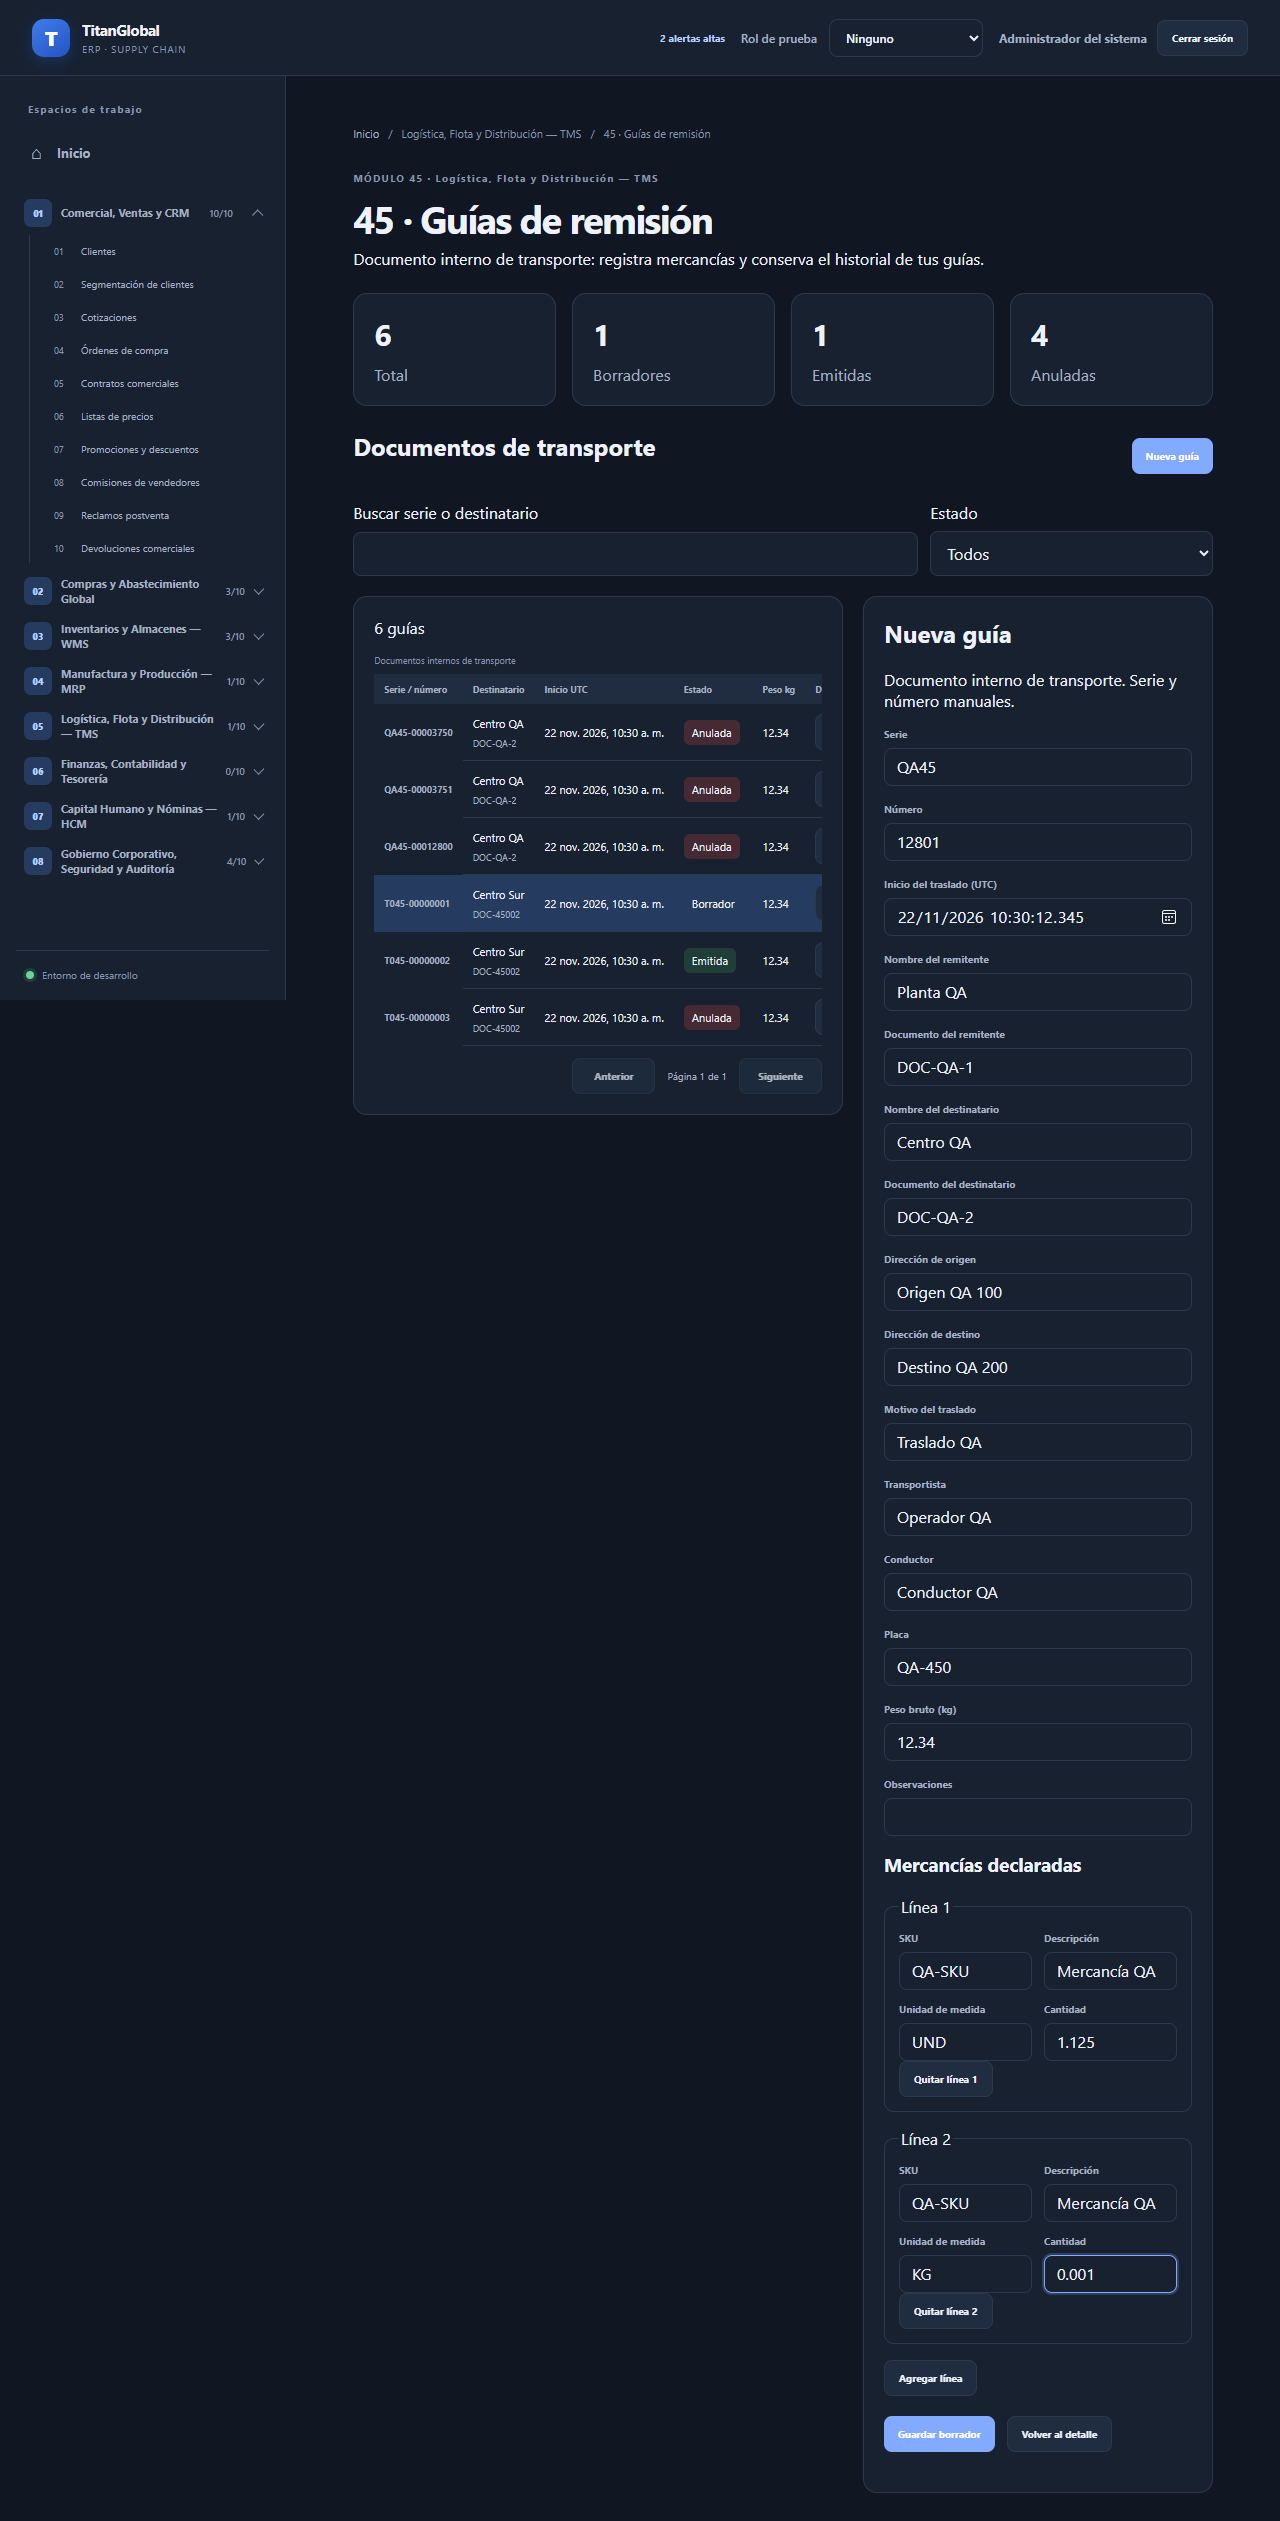 T
TitanGlobal
ERP · SUPPLY CHAIN
2 alertas altas
Rol de prueba
Ninguno
Administrador del sistema
Cerrar sesión
Espacios de trabajo
Inicio
01 Comercial, Ventas y CRM 10/10
01 Clientes
02 Segmentación de clientes
03 Cotizaciones
04 Órdenes de compra
05 Contratos comerciales
06 Listas de precios
07 Promociones y descuentos
08 Comisiones de vendedores
09 Reclamos postventa
10 Devoluciones comerciales
02 Compras y Abastecimiento Global 3/10
03 Inventarios y Almacenes — WMS 3/10
04 Manufactura y Producción — MRP 1/10
05 Logística, Flota y Distribución — TMS 1/10
06 Finanzas, Contabilidad y Tesorería 0/10
07 Capital Humano y Nóminas — HCM 1/10
08 Gobierno Corporativo, Seguridad y Auditoría 4/10
Entorno de desarrollo
Inicio / Logística, Flota y Distribución — TMS / 45 · Guías de remisión
MÓDULO 45 · Logística, Flota y Distribución — TMS
45 · Guías de remisión
Documento interno de transporte: registra mercancías y conserva el historial de tus guías.
6
Total
1
Borradores
1
Emitidas
4
Anuladas
Documentos de transporte
Nueva guía
Buscar serie o destinatario
Estado
Todos
6 guías
Documentos internos de transporte
Serie / número Destinatario Inicio UTC Estado Peso kg D
QA45-00003750 Centro QA DOC-QA-2 22 nov. 2026, 10:30 a. m. Anulada 12.34
QA45-00003751 Centro QA DOC-QA-2 22 nov. 2026, 10:30 a. m. Anulada 12.34
QA45-00012800 Centro QA DOC-QA-2 22 nov. 2026, 10:30 a. m. Anulada 12.34
T045-00000001 Centro Sur DOC-45002 22 nov. 2026, 10:30 a. m. Borrador 12.34
T045-00000002 Centro Sur DOC-45002 22 nov. 2026, 10:30 a. m. Emitida 12.34
T045-00000003 Centro Sur DOC-45002 22 nov. 2026, 10:30 a. m. Anulada 12.34
Anterior
Página 1 de 1
Siguiente
Nueva guía
Documento interno de transporte. Serie y
número manuales.
Serie
QA45
Número
12801
Inicio del traslado (UTC)
22/11/2026 10:30:12.345
Nombre del remitente
Planta QA
Documento del remitente
DOC-QA-1
Nombre del destinatario
Centro QA
Documento del destinatario
DOC-QA-2
Dirección de origen
Origen QA 100
Dirección de destino
Destino QA 200
Motivo del traslado
Traslado QA
Transportista
Operador QA
Conductor
Conductor QA
Placa
QA-450
Peso bruto (kg)
12.34
Observaciones
Mercancías declaradas
Línea 1
SKU Descripción
QA-SKU Mercancía QA
Unidad de medida Cantidad
UND 1.125
Quitar línea 1
Línea 2
SKU Descripción
QA-SKU Mercancía QA
Unidad de medida Cantidad
KG 0.001
Quitar línea 2
Agregar línea
Guardar borrador
Volver al detalle